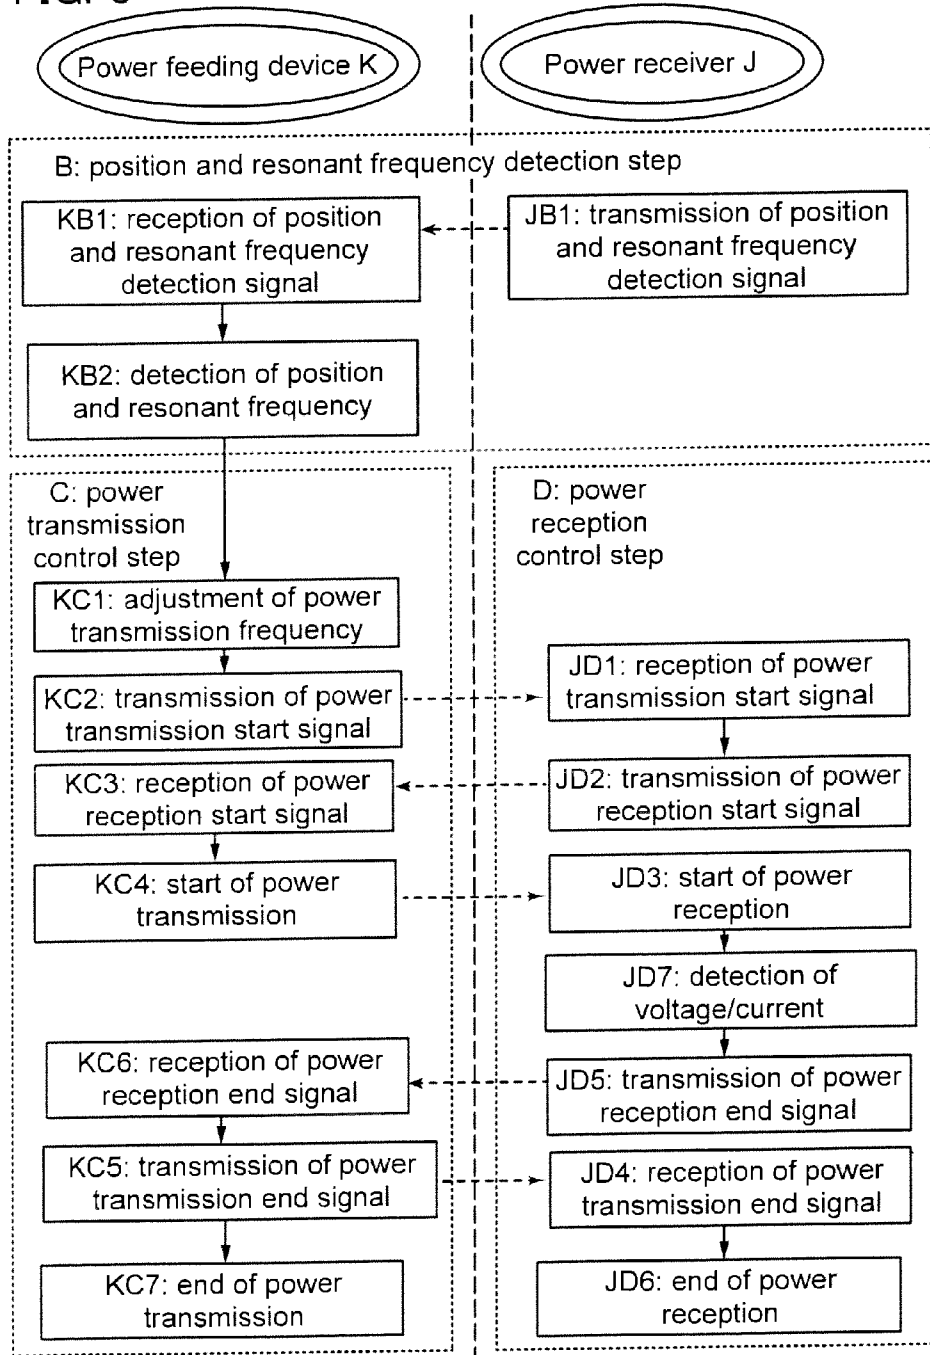 Power feeding device K
Power receiver J
B: position and resonant frequency detection step
KB1: reception of position
and resonant frequency
detection signal
JB1: transmission of position
and resonant frequency
detection signal
KB2: detection of position
and resonant frequency
C: power
transmission
control step
D: power
reception
control step
KC1: adjustment of power
transmission frequency
KC2: transmission of power
transmission start signal
JD1: reception of power
transmission start signal
KC3: reception of power
reception start signal
JD2: transmission of power
reception start signal
KC4: start of power
transmission
JD3: start of power
reception
JD7: detection of
voltage/current
KC6: reception of power
reception end signal
JD5: transmission of power
reception end signal
KC5: transmission of power
transmission end signal
JD4: reception of power
transmission end signal
KC7: end of power
transmission
JD6: end of power
reception